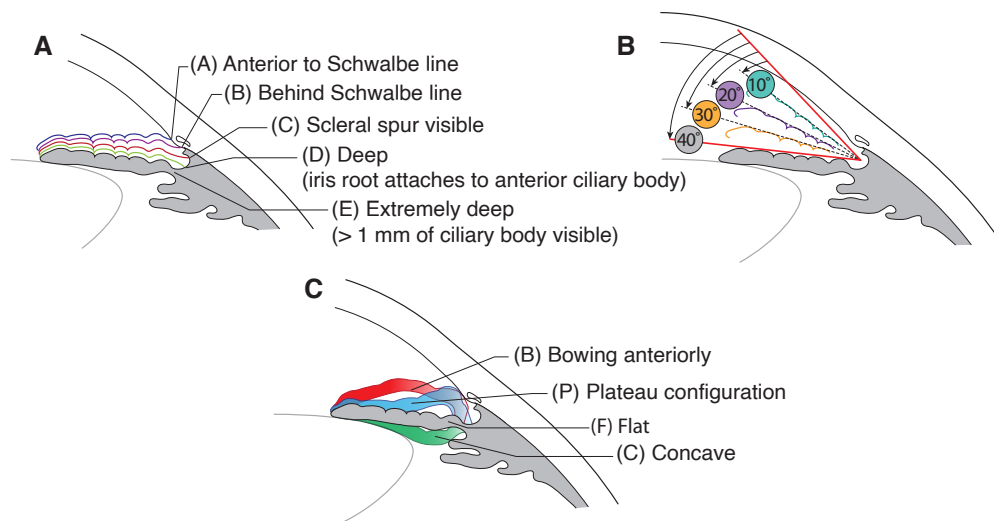 A
(A) Anterior to Schwalbe line
(B) Behind Schwalbe line
(C) Scleral spur visible
(D) Deep
(iris root attaches to anterior ciliary body)
(E) Extremely deep
(> 1 mm of ciliary body visible)
B
10°
20°
30°
40°
C
(B) Bowing anteriorly
(P) Plateau configuration
(F) Flat
(C) Concave